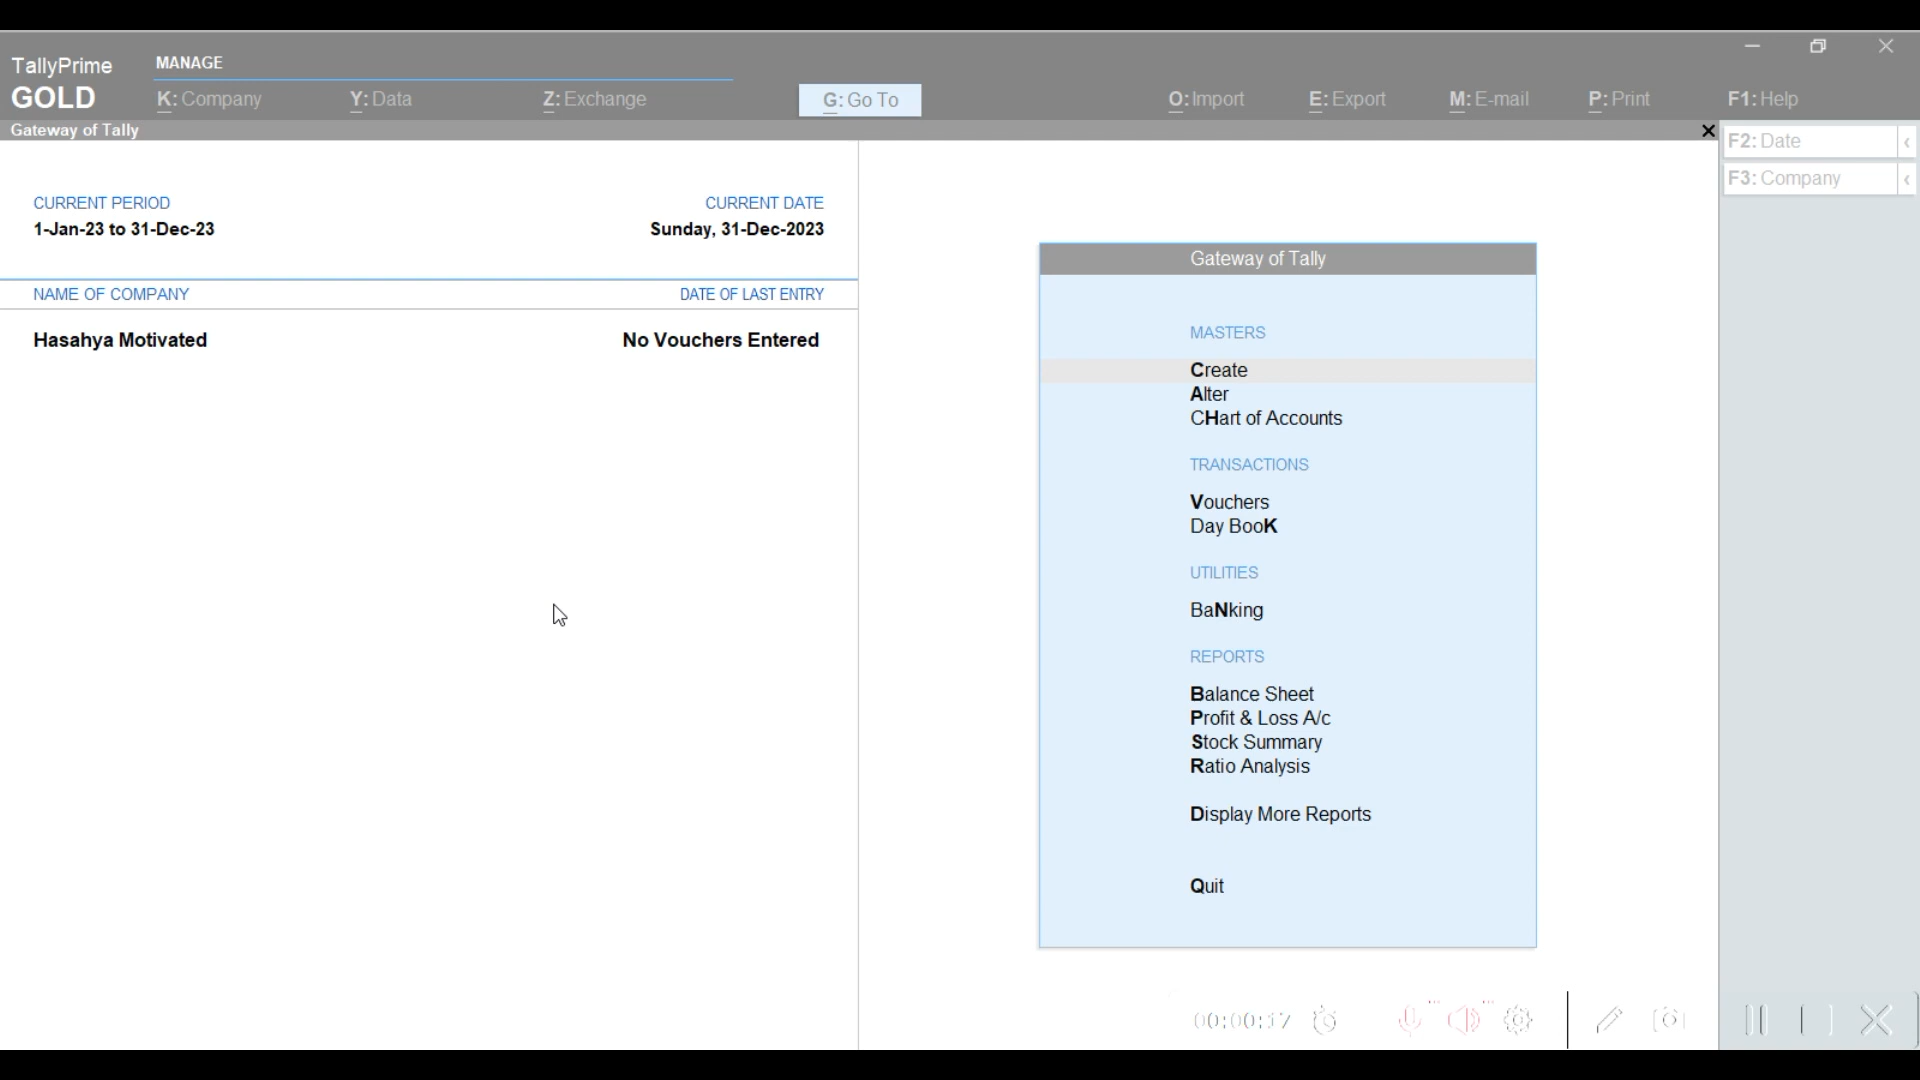 TallyPrime
GOLD
MANAGE
K: Company
Y: Data
Z: Exchange
G: Go To
O: Import
E: Export
M: E-mail
P: Print
F1: Help
Gateway of Tally
F2: Date
F3: Company
CURRENT PERIOD
CURRENT DATE
1-Jan-23 to 31-Dec-23
Sunday, 31-Dec-2023
NAME OF COMPANY
DATE OF LAST ENTRY
Hasahya Motivated
No Vouchers Entered
Gateway of Tally
MASTERS
Create
Alter
CHart of Accounts
TRANSACTIONS
Vouchers
Day BooK
UTILITIES
BaNking
REPORTS
Balance Sheet
Profit & Loss A/c
Stock Summary
Ratio Analysis
Display More Reports
Quit
00:00:17